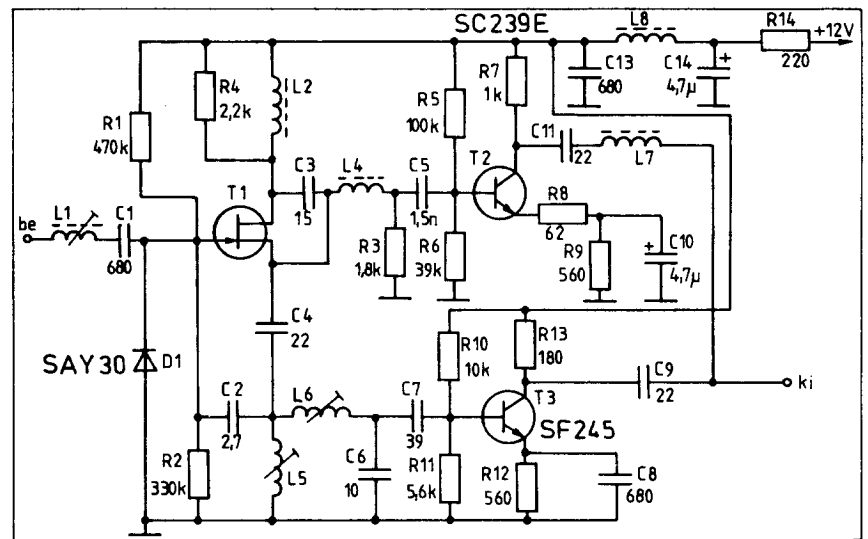 SC239E
L8
R14
+12V
220
C13
680
C14
+
4,7µ
R4
2,2k
L2
R7
1k
R5
100k
R1
470k
C11
22
L7
T2
C3
15
L4
C5
1,5n
T1
be
L1
C1
680
R8
62
R3
1,8k
R6
39k
R9
560
+
C10
4,7µ
C4
22
R13
180
R10
10k
SAY30
D1
C9
22
ki
L6
C7
39
T3
SF245
C2
2,7
C6
10
R2
330k
L5
R11
5,6k
R12
560
C8
680